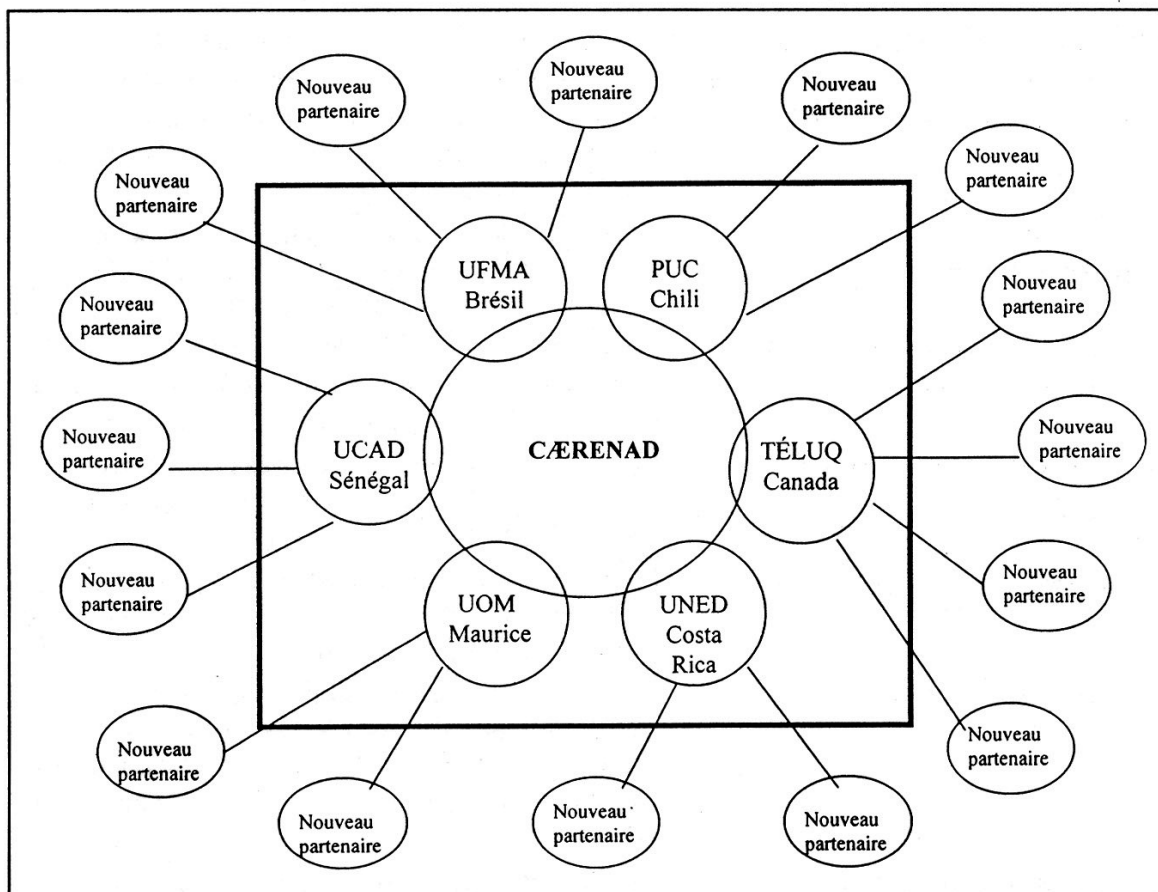 Nouveau
partenaire
Nouveau
partenaire
Nouveau
partenaire
Nouveau
partenaire
Nouveau
partenaire
UFMA
Brésil
PUC
Chili
Nouveau
partenaire
Nouveau
partenaire
Nouveau
partenaire
UCAD
Sénégal
CÆRENAD
TÉLUQ
Canada
Nouveau
partenaire
Nouveau
partenaire
Nouveau
partenaire
UOM
Maurice
UNED
Costa
Rica
Nouveau
partenaire
Nouveau
partenaire
Nouveau
partenaire
Nouveau
partenaire
Nouveau
partenaire
Nouveau
partenaire